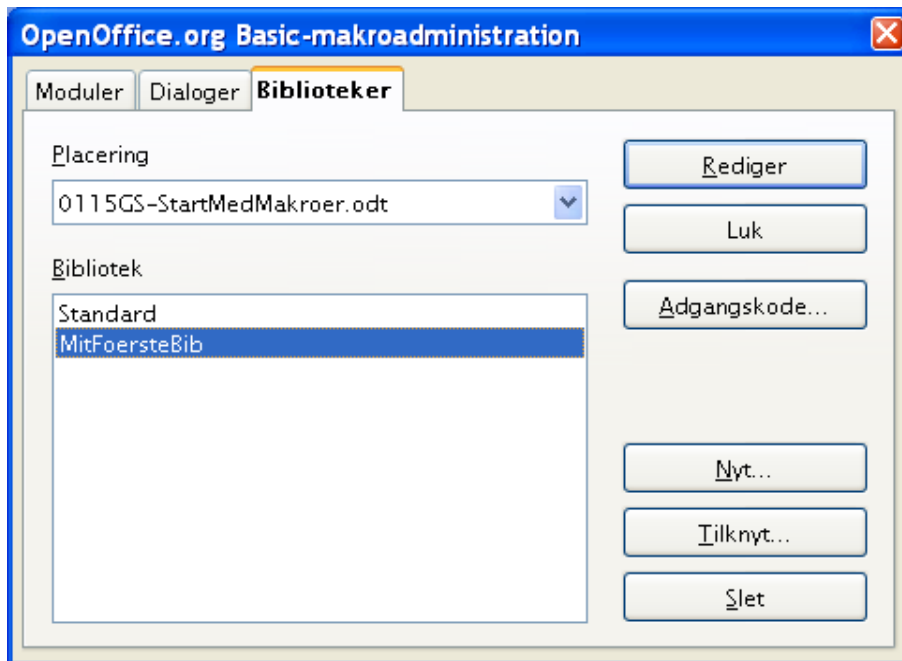 OpenOffice.org Basic-makroadministration
Moduler Dialoger Biblioteker
Placering
0115GS-StartMedMakroer.odt
Bibliotek
Standard
MitFoersteBib
Rediger
Luk
Adgangskode...
Nyt...
Tilknyt...
Slet